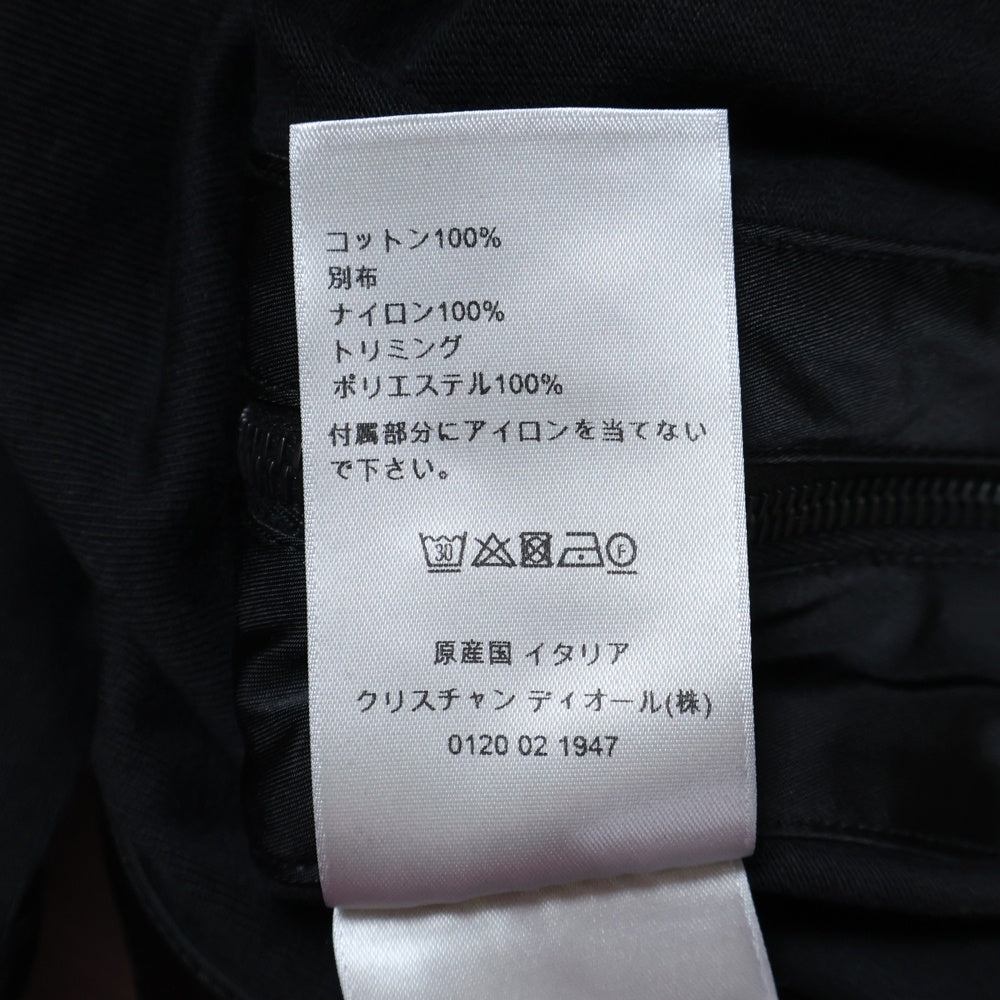 コットン100%
別布
ナイロン100%
トリミング
ポリエステル100%
付属部分にアイロンを当てない
で下さい。
30 F
原産国 イタリア
クリスチャン ディオール(株)
0120 02 1947